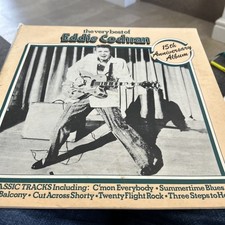 the very best of
Eddie Cochran
15th
Anniversary
Album
ASSIC TRACKS Including: C'mon Everybody • Summertime Blues
Balcony • Cut Across Shorty • Twenty Flight Rock • Three Steps to HE